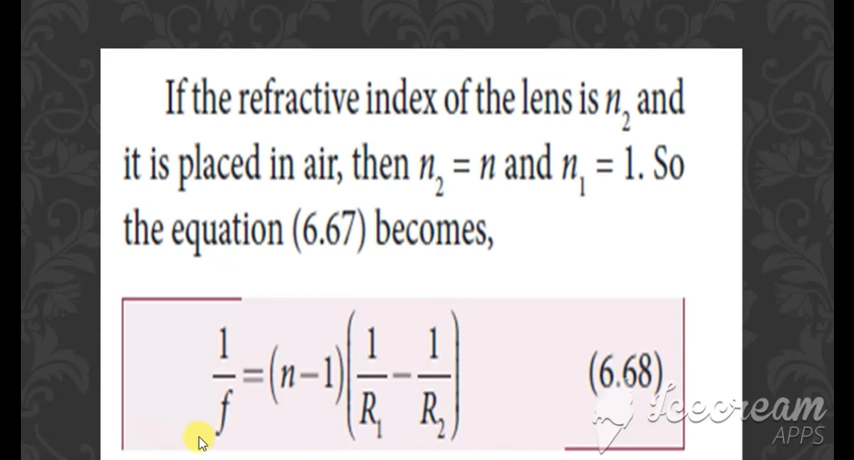 If the refractive index of the lens is n₂ and
it is placed in air, then n₂ = n and n₁ = 1. So
the equation (6.67) becomes,
1/f = (n − 1)(1/R₁ − 1/R₂) (6.68)
Icecream
APPS